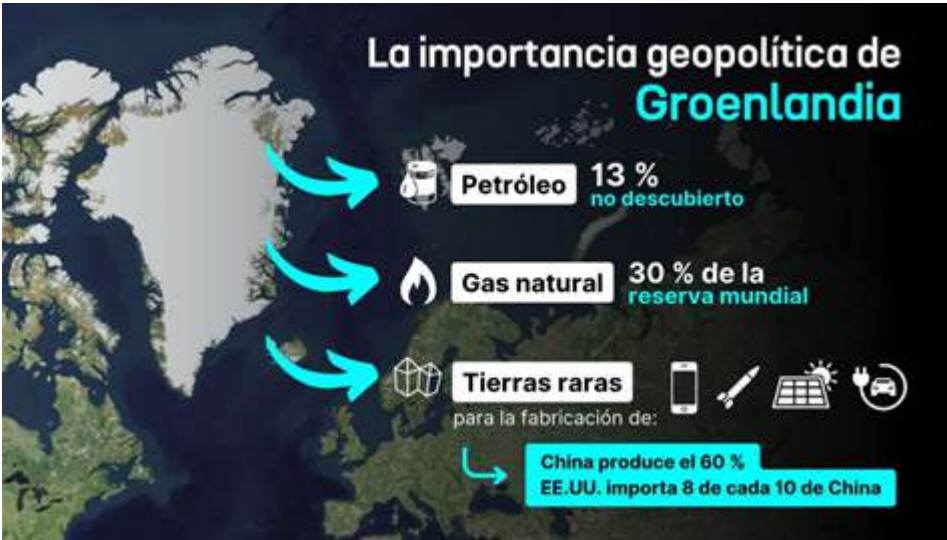 La importancia geopolítica de
Groenlandia
Petróleo
13 %
no descubierto
Gas natural
30 % de la
reserva mundial
Tierras raras
para la fabricación de:
China produce el 60 %
EE.UU. importa 8 de cada 10 de China